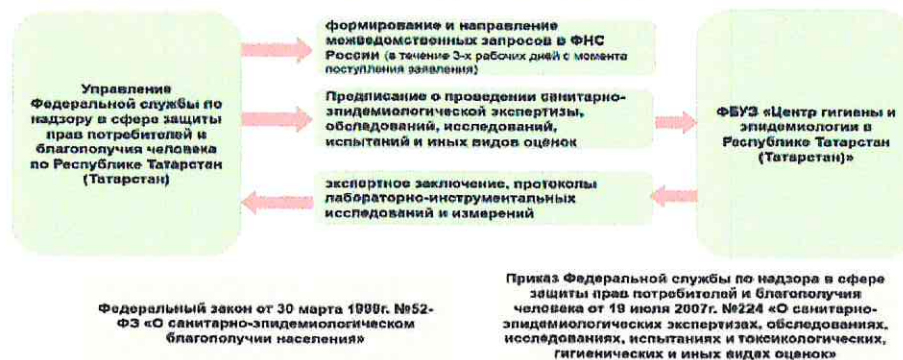 формирование и направление
межведомственных запросов в ФНС
России (в течение 3-х рабочих дней с момента
поступления заявления)
Управление
Федеральной службы по
надзору в сфере защиты
прав потребителей и
благополучия человека
по Республике Татарстан
(Татарстан)
Предписание о проведении санитарно-
эпидемиологической экспертизы,
обследований, исследований,
испытаний и иных видов оценок
ФБУЗ «Центр гигиены и
эпидемиологии в
Республике Татарстан
(Татарстан)»
экспертное заключение, протоколы
лабораторно-инструментальных
исследований и измерений
Федеральный закон от 30 марта 1999г. №52-
ФЗ «О санитарно-эпидемиологическом
благополучии населения»
Приказ Федеральной службы по надзора в сфере
защиты прав потребителей и благополучия
человека от 19 июля 2007г. №224 «О санитарно-
эпидемиологических экспертизах, обследованиях,
исследованиях, испытаниях и токсикологических,
гигиенических и иных видах оценок»